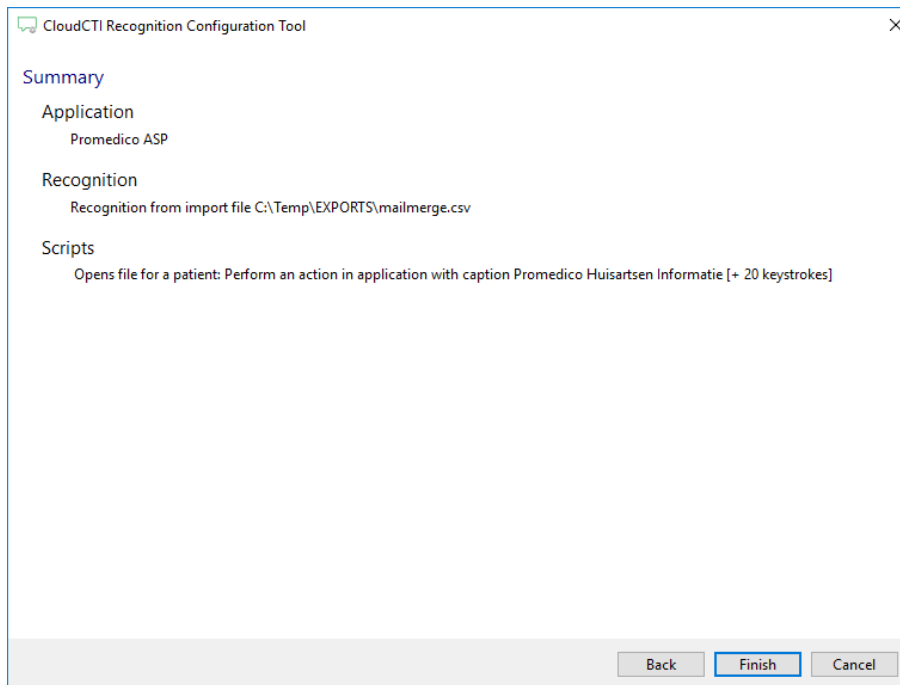 CloudCTI Recognition Configuration Tool
Summary
Application
Promedico ASP
Recognition
Recognition from import file C:\Temp\EXPORTS\mailmerge.csv
Scripts
Opens file for a patient: Perform an action in application with caption Promedico Huisartsen Informatie [+ 20 keystrokes]
Back Finish Cancel